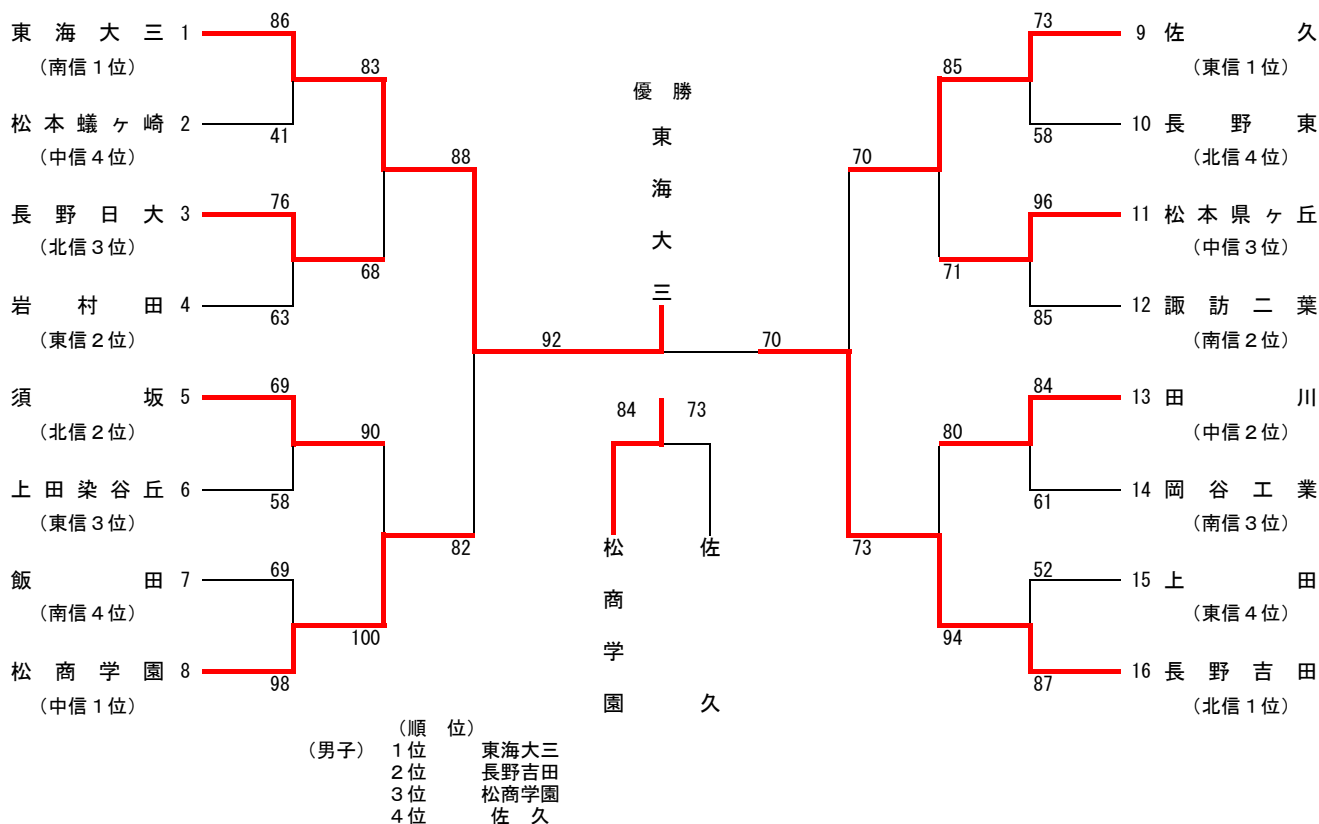 東海大三 1
(南信1位)
86
松本蟻ヶ崎 2
(中信4位)
41
83
長野日大 3
(北信3位)
76
岩村田 4
(東信2位)
63
68
88
須坂 5
(北信2位)
69
上田染谷丘 6
(東信3位)
58
90
飯田 7
(南信4位)
69
松商学園 8
(中信1位)
98
100
82
92
優勝
東海大三
70
84 73
松商学園
佐久
73
9 佐久
(東信1位)
58
10 長野東
(北信4位)
85
96
11 松本県ヶ丘
(中信3位)
85
12 諏訪二葉
(南信2位)
71
70
84
13 田川
(中信2位)
61
14 岡谷工業
(南信3位)
80
52
15 上田
(東信4位)
87
16 長野吉田
(北信1位)
94
73
(順位)
(男子) 1位 東海大三
2位 長野吉田
3位 松商学園
4位 佐久